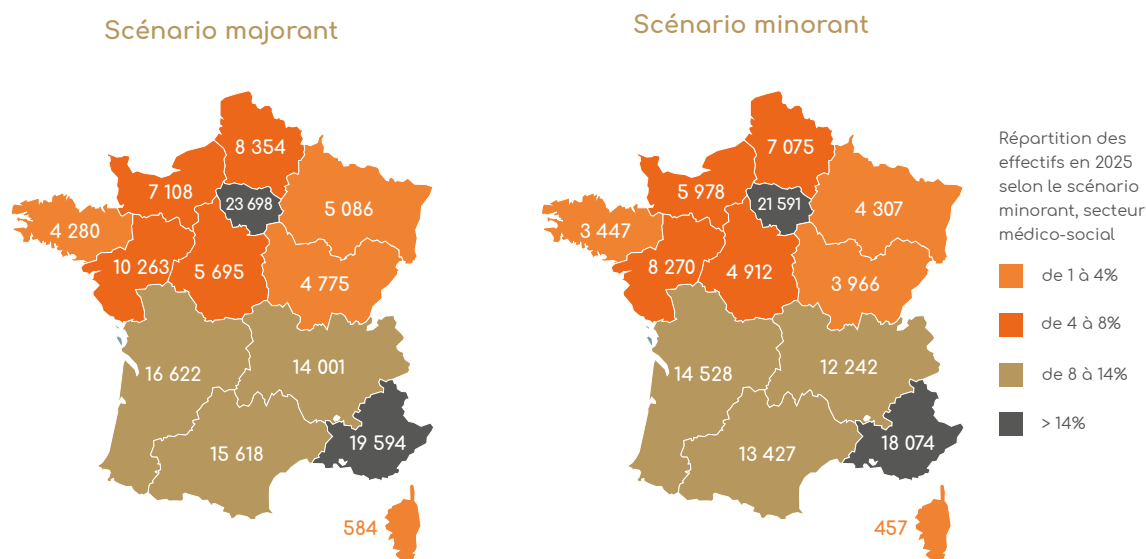 Scénario majorant
8 354
7 108
23 698
5 086
4 280
10 263
5 695
4 775
16 622
14 001
15 618
19 594
584
Scénario minorant
7 075
5 978
21 591
4 307
3 447
8 270
4 912
3 966
14 528
12 242
13 427
18 074
457
Répartition des
effectifs en 2025
selon le scénario
minorant, secteur
médico-social
de 1 à 4%
de 4 à 8%
de 8 à 14%
> 14%